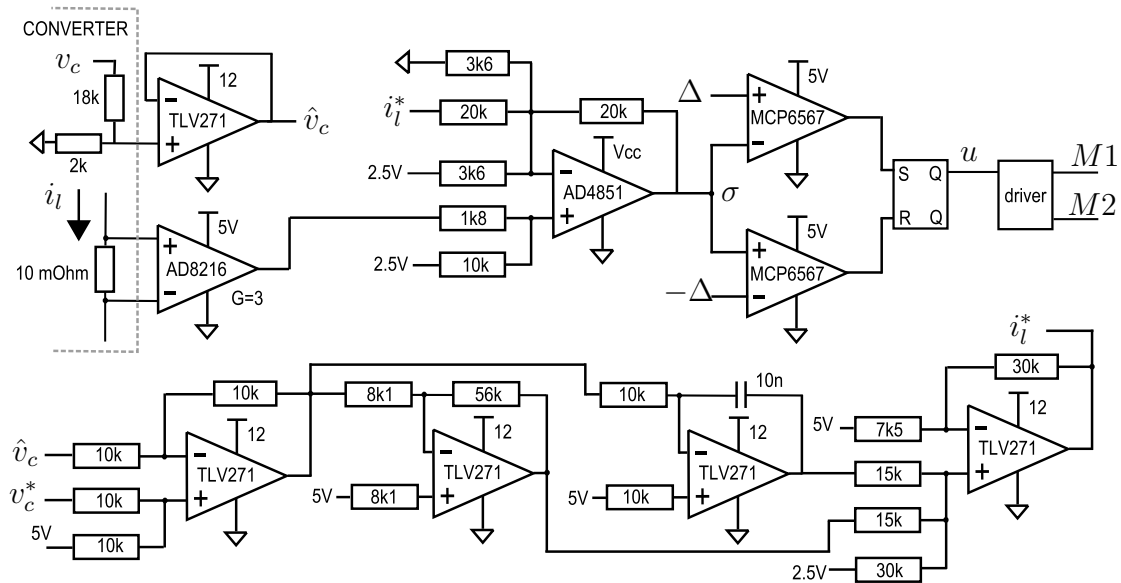 CONVERTER
v_c
18k
2k
12
TLV271
v̂_c
i_l
10 mOhm
5V
AD8216
G=3
3k6
i_l^*
20k
20k
2.5V
3k6
1k8
2.5V
10k
Vcc
AD4851
σ
Δ
5V
MCP6567
5V
MCP6567
−Δ
S Q
R Q
u
driver
M1
M2
10k
v̂_c
10k
v_c^*
10k
5V
10k
12
TLV271
8k1
56k
5V
8k1
12
TLV271
10k
10n
5V
10k
12
TLV271
i_l^*
30k
5V
7k5
12
TLV271
15k
15k
2.5V
30k